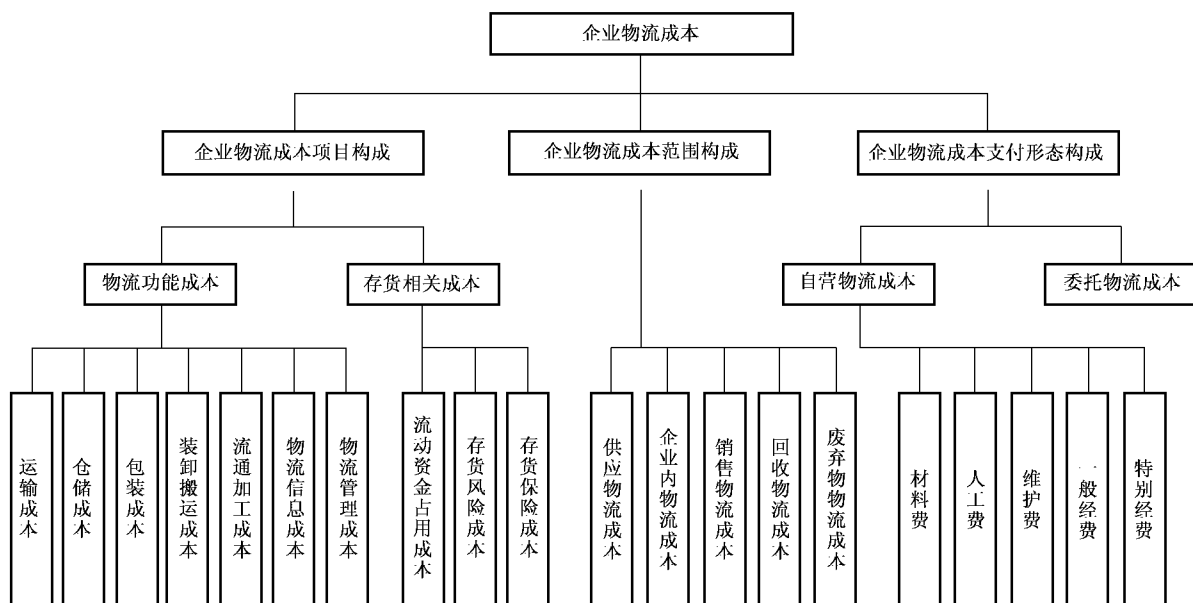 企业物流成本
企业物流成本项目构成
企业物流成本范围构成
企业物流成本支付形态构成
物流功能成本
存货相关成本
自营物流成本
委托物流成本
运输成本
仓储成本
包装成本
装卸搬运成本
流通加工成本
物流信息成本
物流管理成本
流动资金占用成本
存货风险成本
存货保险成本
供应物流成本
企业内物流成本
销售物流成本
回收物流成本
废弃物物流成本
材料费
人工费
维护费
一般经费
特别经费